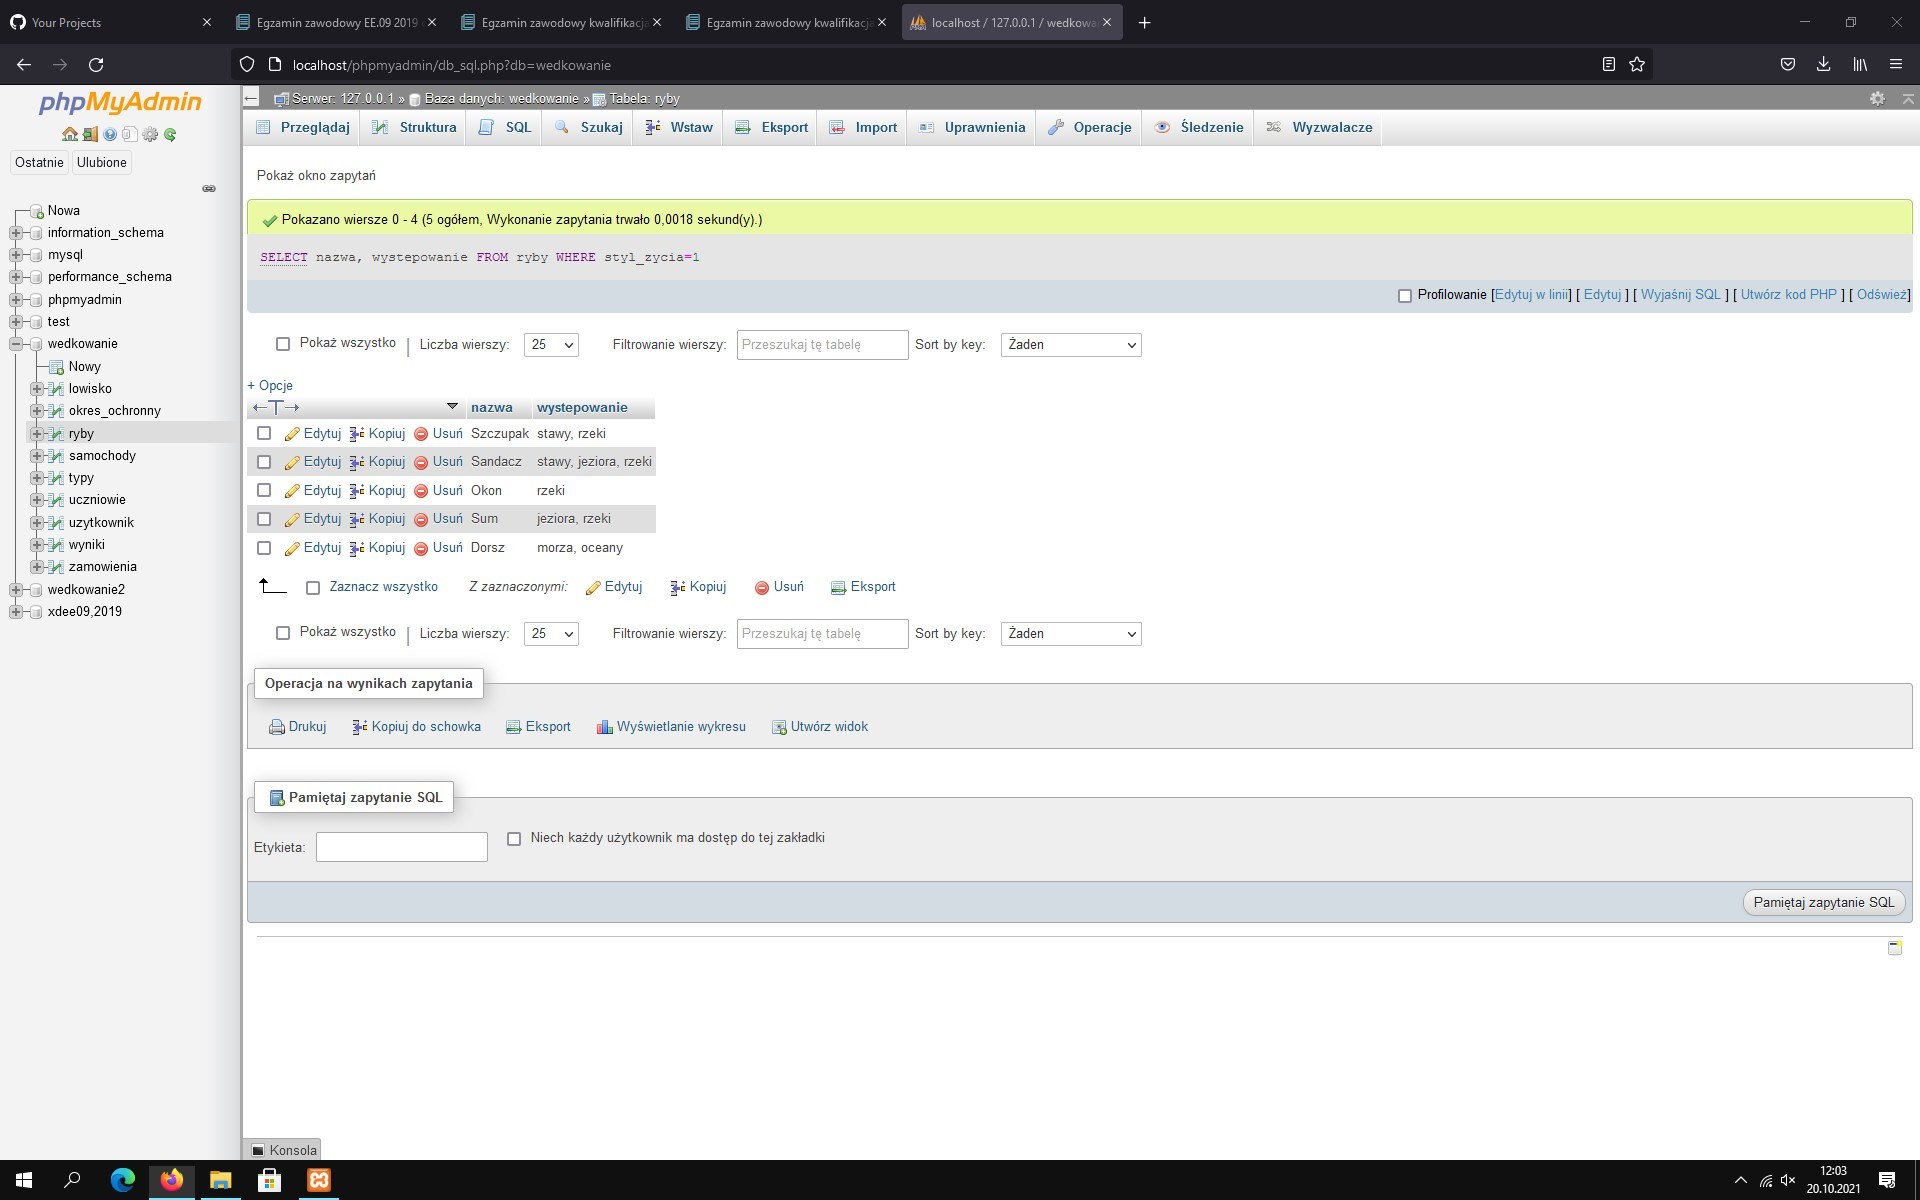 Your Projects
Egzamin zawodowy EE.09 2019
Egzamin zawodowy kwalifikacj
Egzamin zawodowy kwalifikacj
localhost / 127.0.0.1 / wedkowa
localhost/phpmyadmin/db_sql.php?db=wedkowanie
phpMyAdmin
Ostatnie Ulubione
Nowa
information_schema
mysql
performance_schema
phpmyadmin
test
wedkowanie
Nowy
lowisko
okres_ochronny
ryby
samochody
typy
uczniowie
uzytkownik
wyniki
zamowienia
wedkowanie2
xdee09,2019
Serwer: 127.0.0.1 » Baza danych: wedkowanie » Tabela: ryby
Przeglądaj Struktura SQL Szukaj Wstaw Eksport Import Uprawnienia Operacje Śledzenie Wyzwalacze
Pokaż okno zapytań
Pokazano wiersze 0 - 4 (5 ogółem, Wykonanie zapytania trwało 0,0018 sekund(y).)
SELECT nazwa, wystepowanie FROM ryby WHERE styl_zycia=1
Profilowanie [Edytuj w linii] [ Edytuj ] [ Wyjaśnij SQL ] [ Utwórz kod PHP ] [ Odśwież]
Pokaż wszystko | Liczba wierszy: 25 Filtrowanie wierszy: Przeszukaj tę tabelę Sort by key: Żaden
+ Opcje
←T→ nazwa wystepowanie
Edytuj Kopiuj Usuń Szczupak stawy, rzeki
Edytuj Kopiuj Usuń Sandacz stawy, jeziora, rzeki
Edytuj Kopiuj Usuń Okon rzeki
Edytuj Kopiuj Usuń Sum jeziora, rzeki
Edytuj Kopiuj Usuń Dorsz morza, oceany
Zaznacz wszystko Z zaznaczonymi: Edytuj Kopiuj Usuń Eksport
Pokaż wszystko | Liczba wierszy: 25 Filtrowanie wierszy: Przeszukaj tę tabelę Sort by key: Żaden
Operacja na wynikach zapytania
Drukuj Kopiuj do schowka Eksport Wyświetlanie wykresu Utwórz widok
Pamiętaj zapytanie SQL
Etykieta: Niech każdy użytkownik ma dostęp do tej zakładki
Pamiętaj zapytanie SQL
Konsola
12:03
20.10.2021